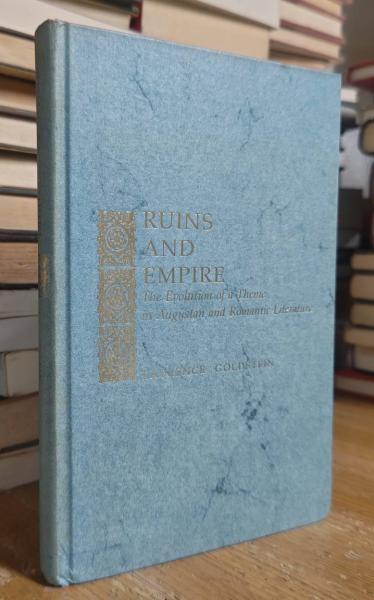 RUINS
AND
EMPIRE
The Evolution of a Theme
in Augustan and Romantic Literature
LAURENCE GOLDSTEIN